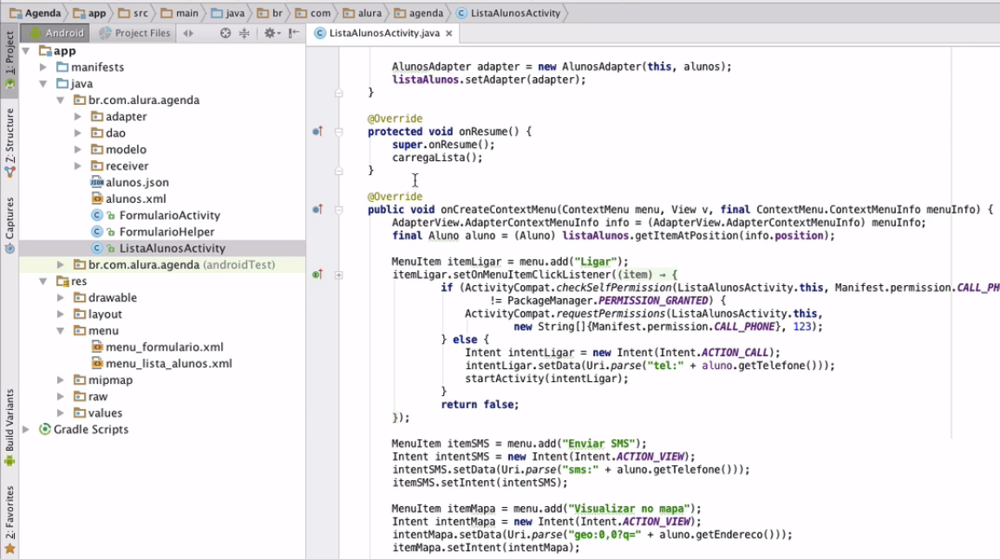 Agenda app src main java br com alura agenda ListaAlunosActivity
1: Project
Z: Structure
Captures
Build Variants
2: Favorites
Android Project Files
app
manifests
java
br.com.alura.agenda
adapter
dao
modelo
receiver
alunos.json
alunos.xml
FormularioActivity
FormularioHelper
ListaAlunosActivity
br.com.alura.agenda (androidTest)
res
drawable
layout
menu
menu_formulario.xml
menu_lista_alunos.xml
mipmap
raw
values
Gradle Scripts
ListaAlunosActivity.java ×
AlunosAdapter adapter = new AlunosAdapter(this, alunos);
listaAlunos.setAdapter(adapter);
}
@Override
protected void onResume() {
super.onResume();
carregaLista();
}
@Override
public void onCreateContextMenu(ContextMenu menu, View v, final ContextMenu.ContextMenuInfo menuInfo) {
AdapterView.AdapterContextMenuInfo info = (AdapterView.AdapterContextMenuInfo) menuInfo;
final Aluno aluno = (Aluno) listaAlunos.getItemAtPosition(info.position);
MenuItem itemLigar = menu.add("Ligar");
itemLigar.setOnMenuItemClickListener((item) → {
if (ActivityCompat.checkSelfPermission(ListaAlunosActivity.this, Manifest.permission.CALL_PH
!= PackageManager.PERMISSION_GRANTED) {
ActivityCompat.requestPermissions(ListaAlunosActivity.this,
new String[]{Manifest.permission.CALL_PHONE}, 123);
} else {
Intent intentLigar = new Intent(Intent.ACTION_CALL);
intentLigar.setData(Uri.parse("tel:" + aluno.getTelefone()));
startActivity(intentLigar);
}
return false;
});
MenuItem itemSMS = menu.add("Enviar SMS");
Intent intentSMS = new Intent(Intent.ACTION_VIEW);
intentSMS.setData(Uri.parse("sms:" + aluno.getTelefone()));
itemSMS.setIntent(intentSMS);
MenuItem itemMapa = menu.add("Visualizar no mapa");
Intent intentMapa = new Intent(Intent.ACTION_VIEW);
intentMapa.setData(Uri.parse("geo:0,0?q=" + aluno.getEndereco()));
itemMapa.setIntent(intentMapa);